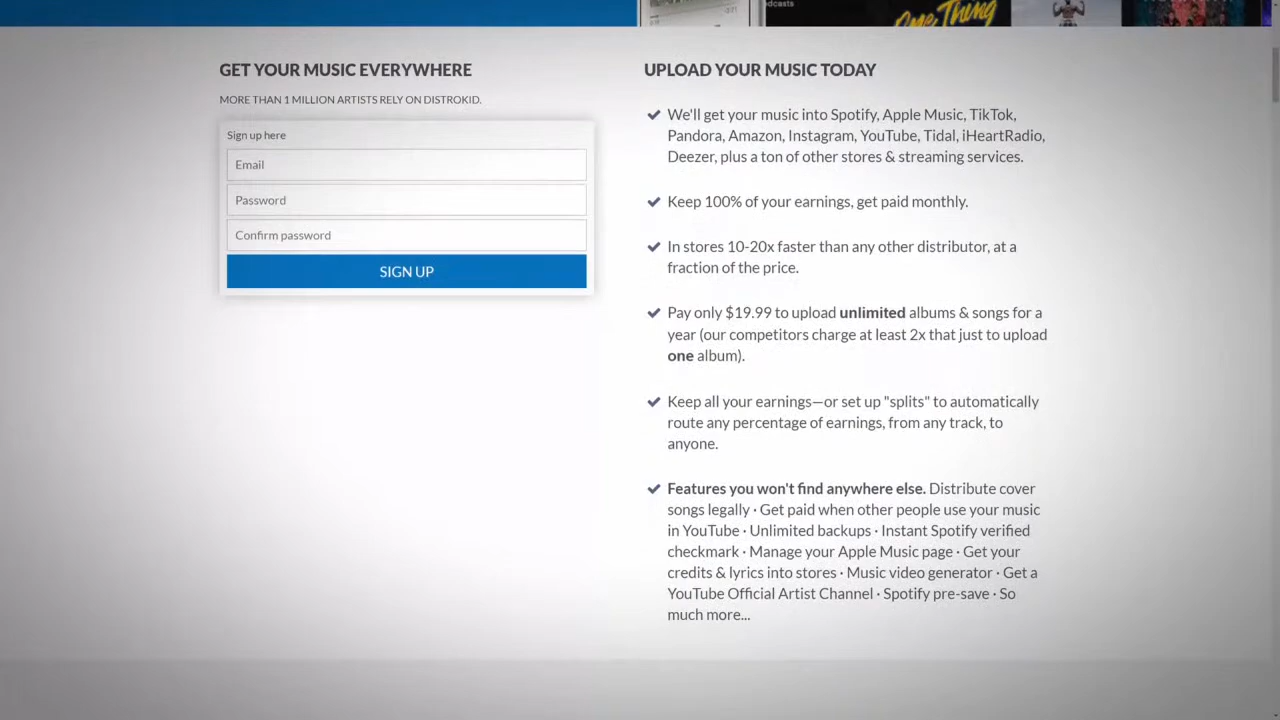 One Thing
GET YOUR MUSIC EVERYWHERE
MORE THAN 1 MILLION ARTISTS RELY ON DISTROKID.
Sign up here
Email
Password
Confirm password
SIGN UP
UPLOAD YOUR MUSIC TODAY
We'll get your music into Spotify, Apple Music, TikTok,
Pandora, Amazon, Instagram, YouTube, Tidal, iHeartRadio,
Deezer, plus a ton of other stores & streaming services.
Keep 100% of your earnings, get paid monthly.
In stores 10-20x faster than any other distributor, at a
fraction of the price.
Pay only $19.99 to upload unlimited albums & songs for a
year (our competitors charge at least 2x that just to upload
one album).
Keep all your earnings—or set up "splits" to automatically
route any percentage of earnings, from any track, to
anyone.
Features you won't find anywhere else. Distribute cover
songs legally · Get paid when other people use your music
in YouTube · Unlimited backups · Instant Spotify verified
checkmark · Manage your Apple Music page · Get your
credits & lyrics into stores · Music video generator · Get a
YouTube Official Artist Channel · Spotify pre-save · So
much more...